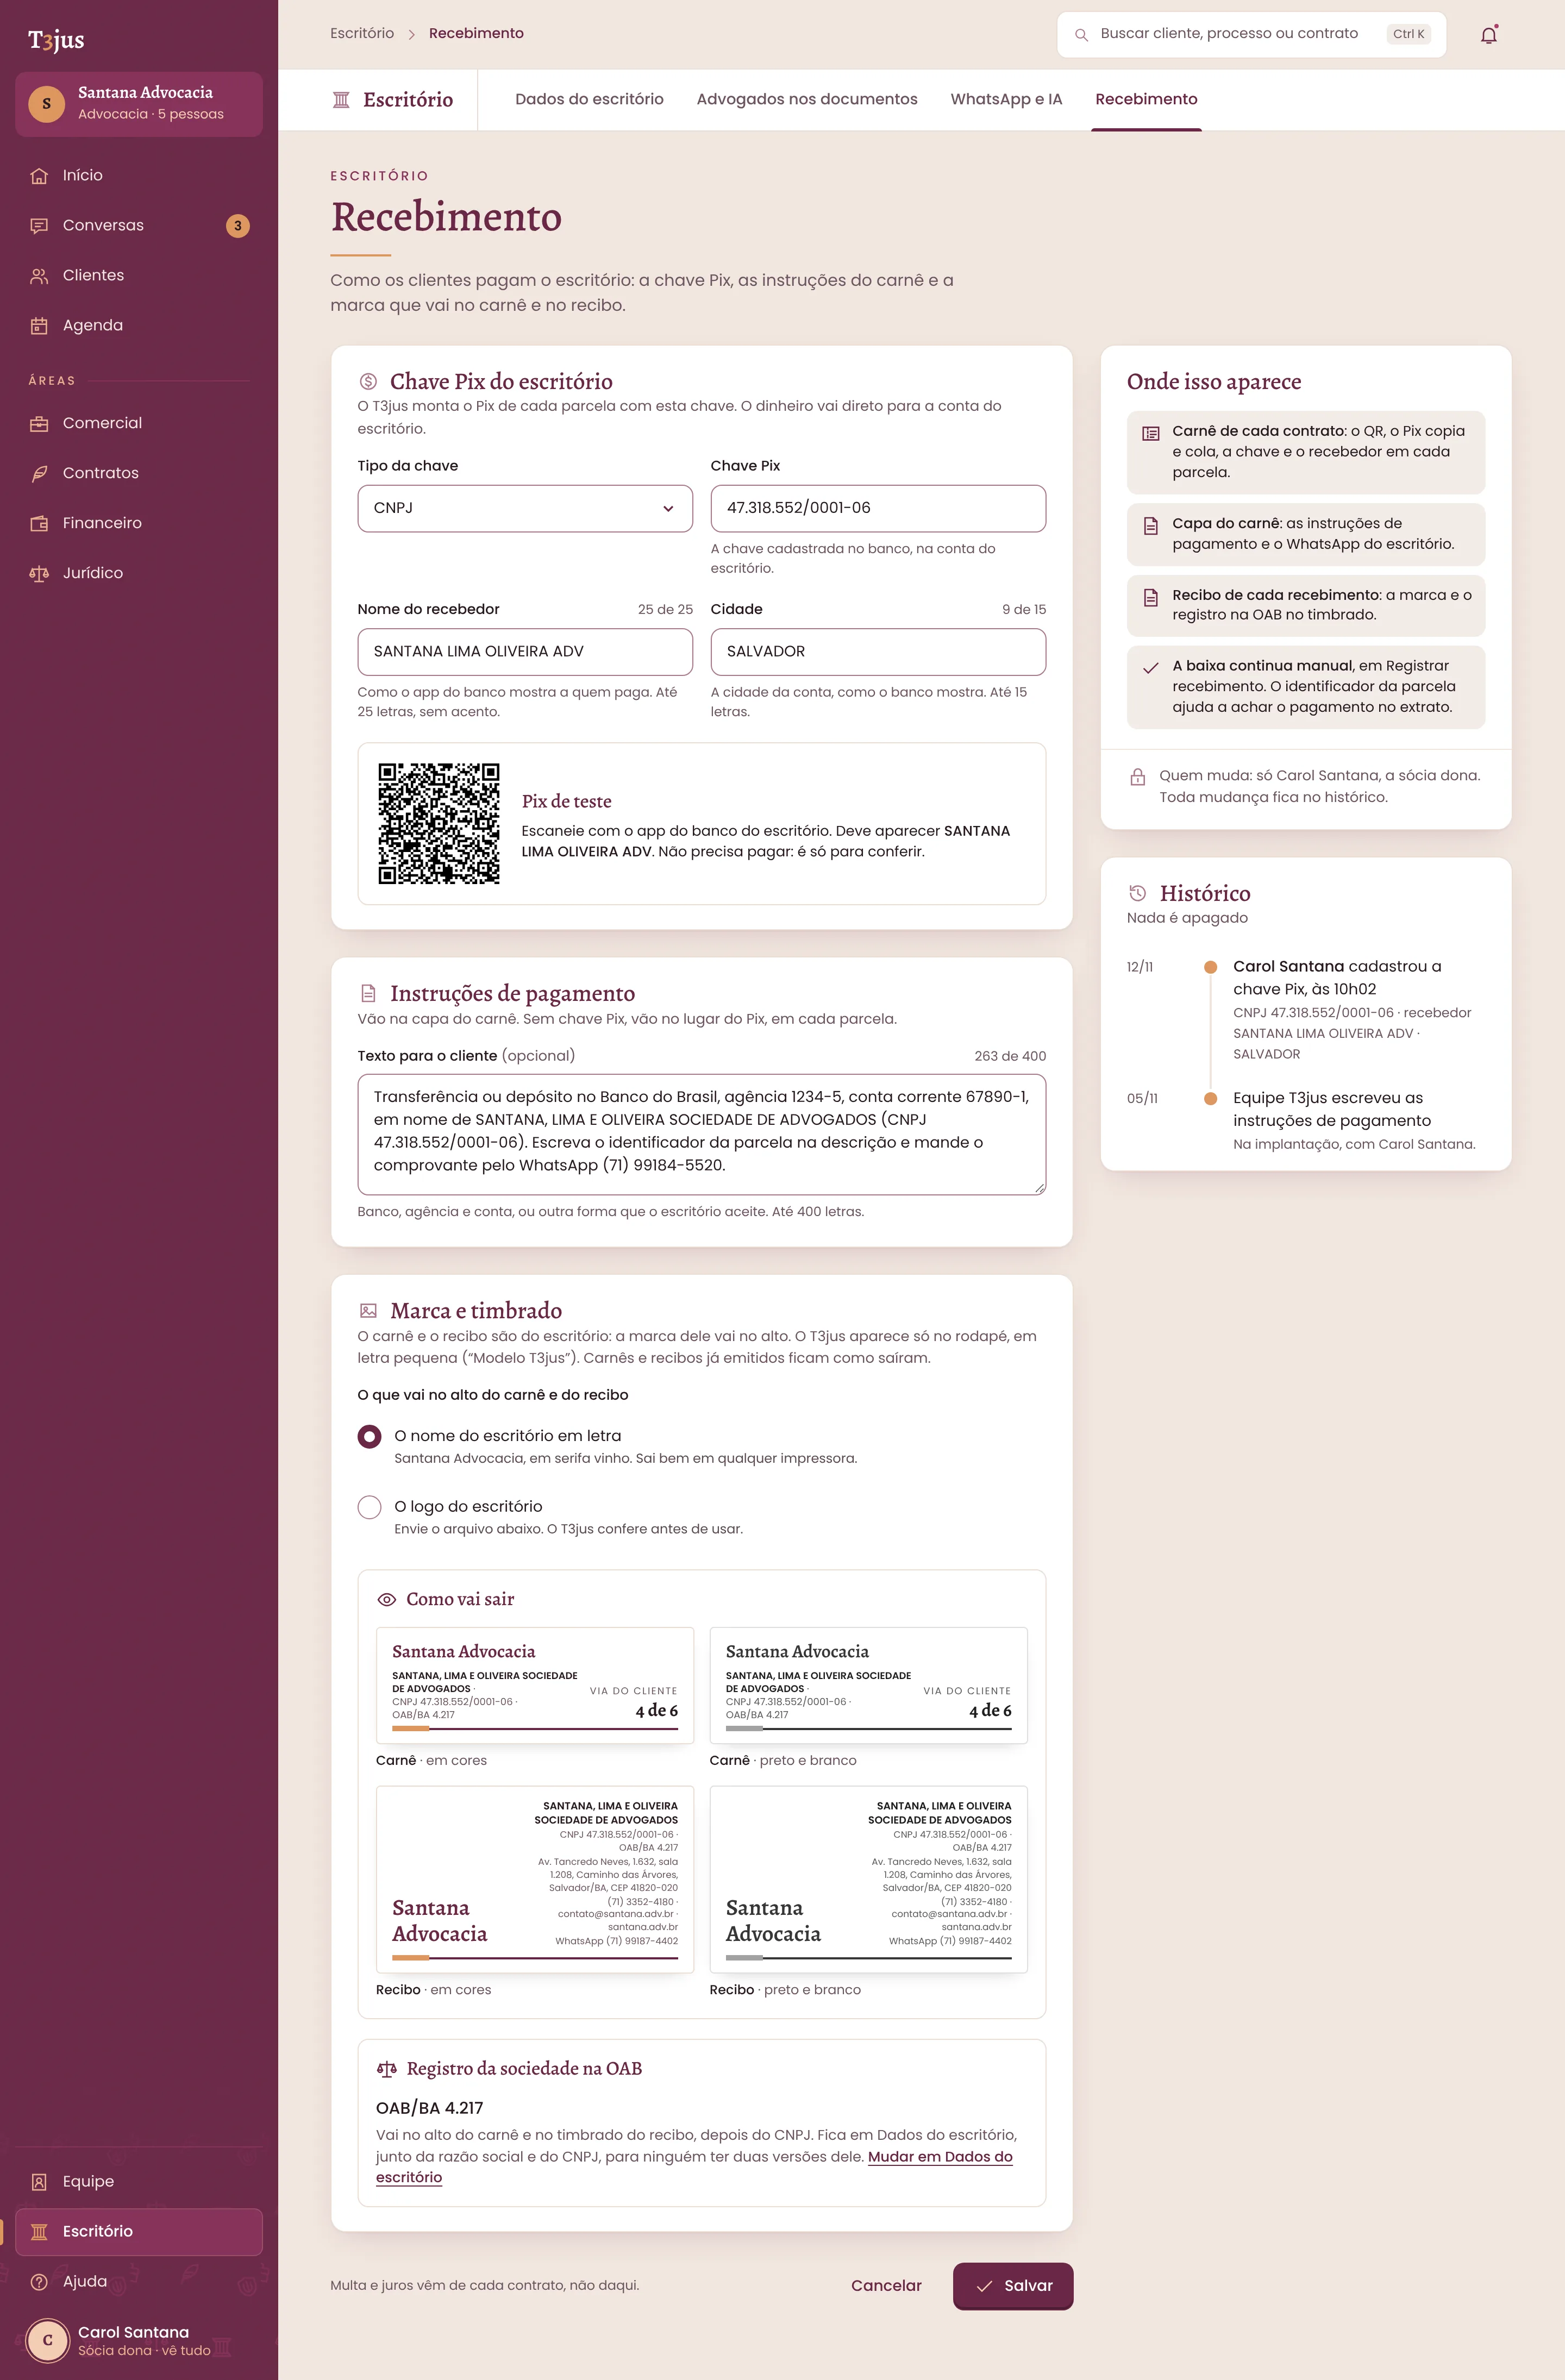 T3jus
S
Santana Advocacia
Advocacia · 5 pessoas
Início
Conversas
3
Clientes
Agenda
ÁREAS
Comercial
Contratos
Financeiro
Jurídico
Equipe
Escritório
Ajuda
C
Carol Santana
Sócia dona · vê tudo
Escritório
Recebimento
Buscar cliente, processo ou contrato
Ctrl K
Escritório
Dados do escritório
Advogados nos documentos
WhatsApp e IA
Recebimento
ESCRITÓRIO
Recebimento
Como os clientes pagam o escritório: a chave Pix, as instruções do carnê e a
marca que vai no carnê e no recibo.
Chave Pix do escritório
O T3jus monta o Pix de cada parcela com esta chave. O dinheiro vai direto para a conta do
escritório.
Tipo da chave
CNPJ
Chave Pix
47.318.552/0001-06
A chave cadastrada no banco, na conta do
escritório.
Nome do recebedor
25 de 25
SANTANA LIMA OLIVEIRA ADV
Como o app do banco mostra a quem paga. Até
25 letras, sem acento.
Cidade
9 de 15
SALVADOR
A cidade da conta, como o banco mostra. Até 15
letras.
Pix de teste
Escaneie com o app do banco do escritório. Deve aparecer SANTANA
LIMA OLIVEIRA ADV. Não precisa pagar: é só para conferir.
Instruções de pagamento
Vão na capa do carnê. Sem chave Pix, vão no lugar do Pix, em cada parcela.
Texto para o cliente (opcional)
263 de 400
Transferência ou depósito no Banco do Brasil, agência 1234-5, conta corrente 67890-1,
em nome de SANTANA, LIMA E OLIVEIRA SOCIEDADE DE ADVOGADOS (CNPJ
47.318.552/0001-06). Escreva o identificador da parcela na descrição e mande o
comprovante pelo WhatsApp (71) 99184-5520.
Banco, agência e conta, ou outra forma que o escritório aceite. Até 400 letras.
Marca e timbrado
O carnê e o recibo são do escritório: a marca dele vai no alto. O T3jus aparece só no rodapé, em
letra pequena (“Modelo T3jus”). Carnês e recibos já emitidos ficam como saíram.
O que vai no alto do carnê e do recibo
O nome do escritório em letra
Santana Advocacia, em serifa vinho. Sai bem em qualquer impressora.
O logo do escritório
Envie o arquivo abaixo. O T3jus confere antes de usar.
Como vai sair
Santana Advocacia
SANTANA, LIMA E OLIVEIRA SOCIEDADE
DE ADVOGADOS ·
CNPJ 47.318.552/0001-06 ·
OAB/BA 4.217
VIA DO CLIENTE
4 de 6
Carnê · em cores
Santana Advocacia
SANTANA, LIMA E OLIVEIRA SOCIEDADE
DE ADVOGADOS ·
CNPJ 47.318.552/0001-06 ·
OAB/BA 4.217
VIA DO CLIENTE
4 de 6
Carnê · preto e branco
Santana
Advocacia
SANTANA, LIMA E OLIVEIRA
SOCIEDADE DE ADVOGADOS
CNPJ 47.318.552/0001-06 ·
OAB/BA 4.217
Av. Tancredo Neves, 1.632, sala
1.208, Caminho das Árvores,
Salvador/BA, CEP 41820-020
(71) 3352-4180 ·
contato@santana.adv.br ·
santana.adv.br
WhatsApp (71) 99187-4402
Recibo · em cores
Santana
Advocacia
SANTANA, LIMA E OLIVEIRA
SOCIEDADE DE ADVOGADOS
CNPJ 47.318.552/0001-06 ·
OAB/BA 4.217
Av. Tancredo Neves, 1.632, sala
1.208, Caminho das Árvores,
Salvador/BA, CEP 41820-020
(71) 3352-4180 ·
contato@santana.adv.br ·
santana.adv.br
WhatsApp (71) 99187-4402
Recibo · preto e branco
Registro da sociedade na OAB
OAB/BA 4.217
Vai no alto do carnê e no timbrado do recibo, depois do CNPJ. Fica em Dados do escritório,
junto da razão social e do CNPJ, para ninguém ter duas versões dele. Mudar em Dados do
escritório
Multa e juros vêm de cada contrato, não daqui.
Cancelar
Salvar
Onde isso aparece
Carnê de cada contrato: o QR, o Pix copia
e cola, a chave e o recebedor em cada
parcela.
Capa do carnê: as instruções de
pagamento e o WhatsApp do escritório.
Recibo de cada recebimento: a marca e o
registro na OAB no timbrado.
A baixa continua manual, em Registrar
recebimento. O identificador da parcela
ajuda a achar o pagamento no extrato.
Quem muda: só Carol Santana, a sócia dona.
Toda mudança fica no histórico.
Histórico
Nada é apagado
12/11
Carol Santana cadastrou a
chave Pix, às 10h02
CNPJ 47.318.552/0001-06 · recebedor
SANTANA LIMA OLIVEIRA ADV ·
SALVADOR
05/11
Equipe T3jus escreveu as
instruções de pagamento
Na implantação, com Carol Santana.